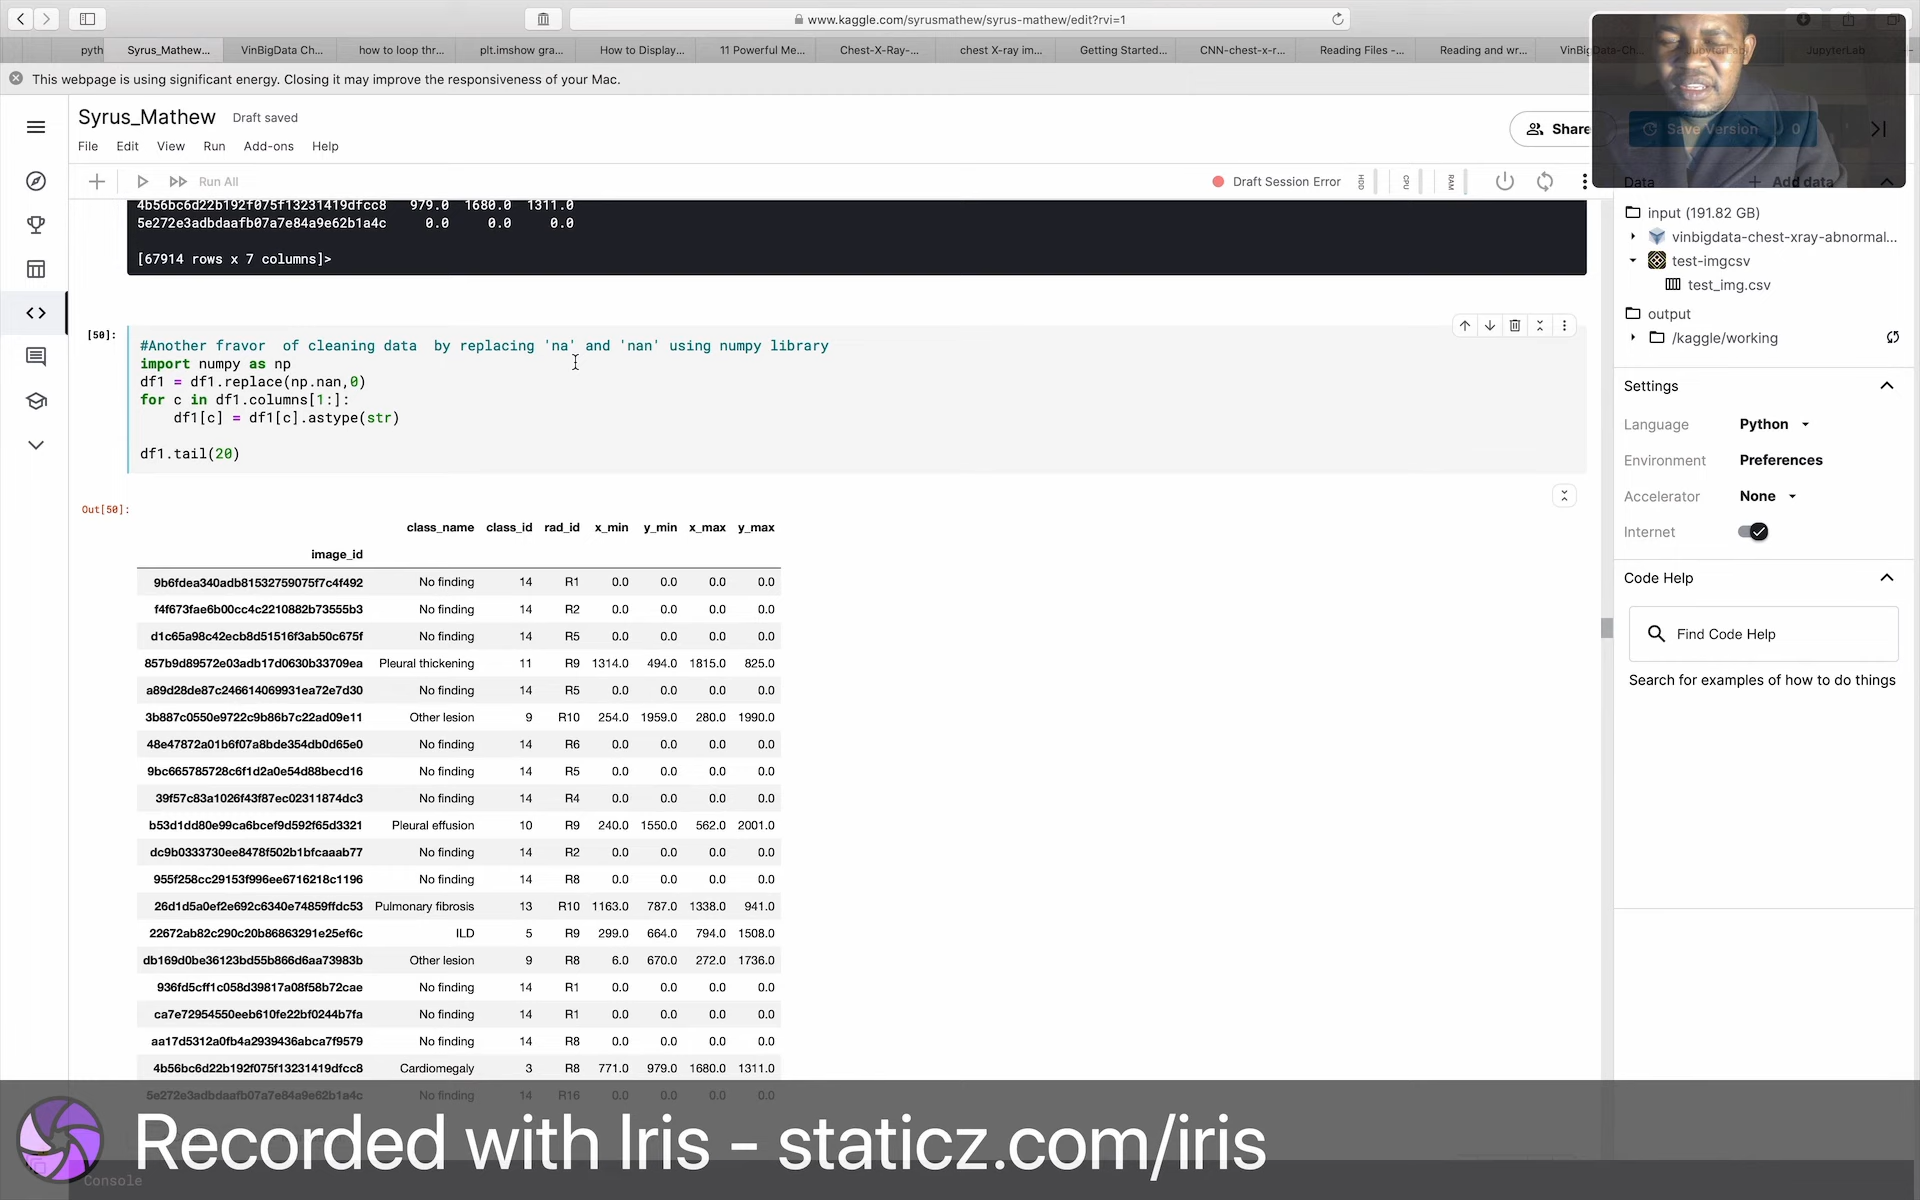 www.kaggle.com/syrusmathew/syrus-mathew/edit?rvi=1
pyth Syrus_Mathew... VinBigData Ch... how to loop thr... plt.imshow gra... How to Display... 11 Powerful Me... Chest-X-Ray-... chest X-ray im... Getting Started... CNN-chest-x-r... Reading Files -... Reading and wr... VinBigData-Ch... JupyterLab JupyterLab
This webpage is using significant energy. Closing it may improve the responsiveness of your Mac.
Syrus_Mathew Draft saved
Share
Save Version 0
File Edit View Run Add-ons Help
Run All
Draft Session Error HDD CPU RAM
Data + Add data
4b56bc6d22b192f075f13231419dfcc8 979.0 1680.0 1311.0
5e272e3adbdaafb07a7e84a9e62b1a4c 0.0 0.0 0.0
[67914 rows x 7 columns]>
input (191.82 GB)
vinbigdata-chest-xray-abnormal...
test-imgcsv
test_img.csv
output
/kaggle/working
[50]:
#Another fravor of cleaning data by replacing 'na' and 'nan' using numpy library
import numpy as np
df1 = df1.replace(np.nan,0)
for c in df1.columns[1:]:
df1[c] = df1[c].astype(str)
df1.tail(20)
Settings
Language Python
Environment Preferences
Accelerator None
Internet
Code Help
Find Code Help
Search for examples of how to do things
Out[50]:
class_name class_id rad_id x_min y_min x_max y_max
image_id
9b6fdea340adb81532759075f7c4f492 No finding 14 R1 0.0 0.0 0.0 0.0
f4f673fae6b00cc4c2210882b73555b3 No finding 14 R2 0.0 0.0 0.0 0.0
d1c65a98c42ecb8d51516f3ab50c675f No finding 14 R5 0.0 0.0 0.0 0.0
857b9d89572e03adb17d0630b33709ea Pleural thickening 11 R9 1314.0 494.0 1815.0 825.0
a89d28de87c246614069931ea72e7d30 No finding 14 R5 0.0 0.0 0.0 0.0
3b887c0550e9722c9b86b7c22ad09e11 Other lesion 9 R10 254.0 1959.0 280.0 1990.0
48e47872a01b6f07a8bde354db0d65e0 No finding 14 R6 0.0 0.0 0.0 0.0
9bc665785728c6f1d2a0e54d88becd16 No finding 14 R5 0.0 0.0 0.0 0.0
39f57c83a1026f43f87ec02311874dc3 No finding 14 R4 0.0 0.0 0.0 0.0
b53d1dd80e99ca6bcef9d592f65d3321 Pleural effusion 10 R9 240.0 1550.0 562.0 2001.0
dc9b0333730ee8478f502b1bfcaaab77 No finding 14 R2 0.0 0.0 0.0 0.0
955f258cc29153f996ee6716218c1196 No finding 14 R8 0.0 0.0 0.0 0.0
26d1d5a0ef2e692c6340e74859ffdc53 Pulmonary fibrosis 13 R10 1163.0 787.0 1338.0 941.0
22672ab82c290c20b86863291e25ef6c ILD 5 R9 299.0 664.0 794.0 1508.0
db169d0be36123bd55b866d6aa73983b Other lesion 9 R8 6.0 670.0 272.0 1736.0
936fd5cff1c058d39817a08f58b72cae No finding 14 R1 0.0 0.0 0.0 0.0
ca7e72954550eeb610fe22bf0244b7fa No finding 14 R1 0.0 0.0 0.0 0.0
aa17d5312a0fb4a2939436abca7f9579 No finding 14 R8 0.0 0.0 0.0 0.0
4b56bc6d22b192f075f13231419dfcc8 Cardiomegaly 3 R8 771.0 979.0 1680.0 1311.0
5e272e3adbdaafb07a7e84a9e62b1a4c No finding 14 R16 0.0 0.0 0.0 0.0
Recorded with Iris - staticz.com/iris
Console